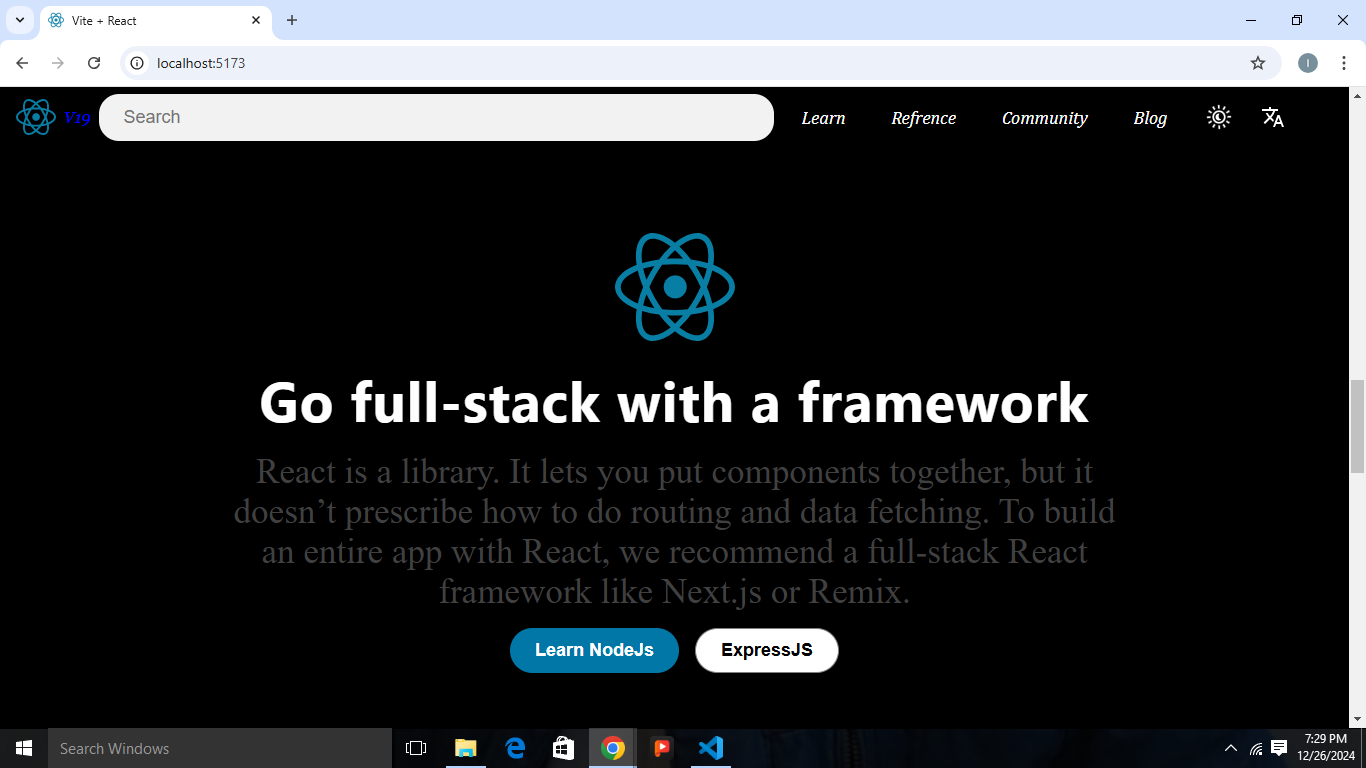 Vite + React
localhost:5173
I
V19
Search
Learn
Refrence
Community
Blog
Go full-stack with a framework
React is a library. It lets you put components together, but it
doesn’t prescribe how to do routing and data fetching. To build
an entire app with React, we recommend a full-stack React
framework like Next.js or Remix.
Learn NodeJs
ExpressJS
Search Windows
7:29 PM
12/26/2024